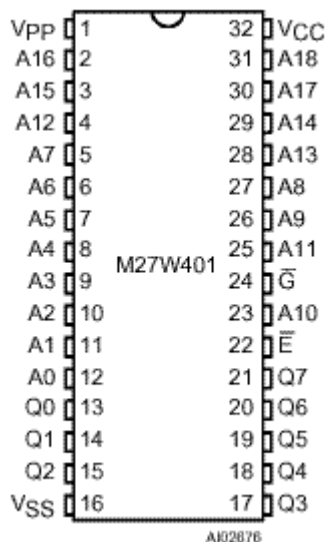 VPP 1 32 VCC
A16 2 31 A18
A15 3 30 A17
A12 4 29 A14
A7 5 28 A13
A6 6 27 A8
A5 7 26 A9
A4 8 25 A11
M27W401
A3 9 24 G̅
A2 10 23 A10
A1 11 22 E̅
A0 12 21 Q7
Q0 13 20 Q6
Q1 14 19 Q5
Q2 15 18 Q4
VSS 16 17 Q3
AI02676